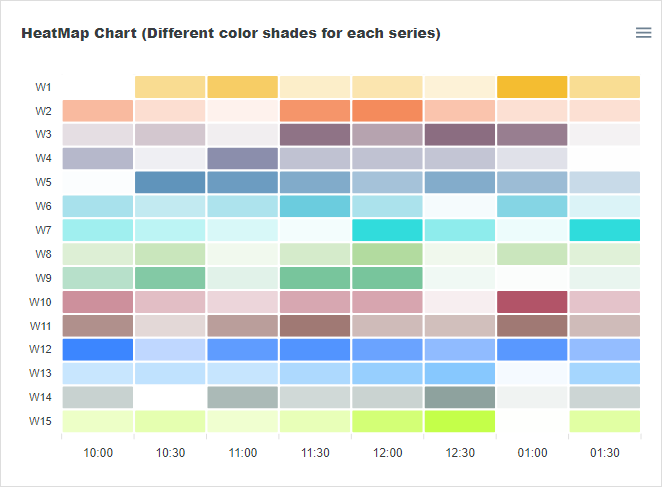 HeatMap Chart (Different color shades for each series)
W1
W2
W3
W4
W5
W6
W7
W8
W9
W10
W11
W12
W13
W14
W15
10:00 10:30 11:00 11:30 12:00 12:30 01:00 01:30